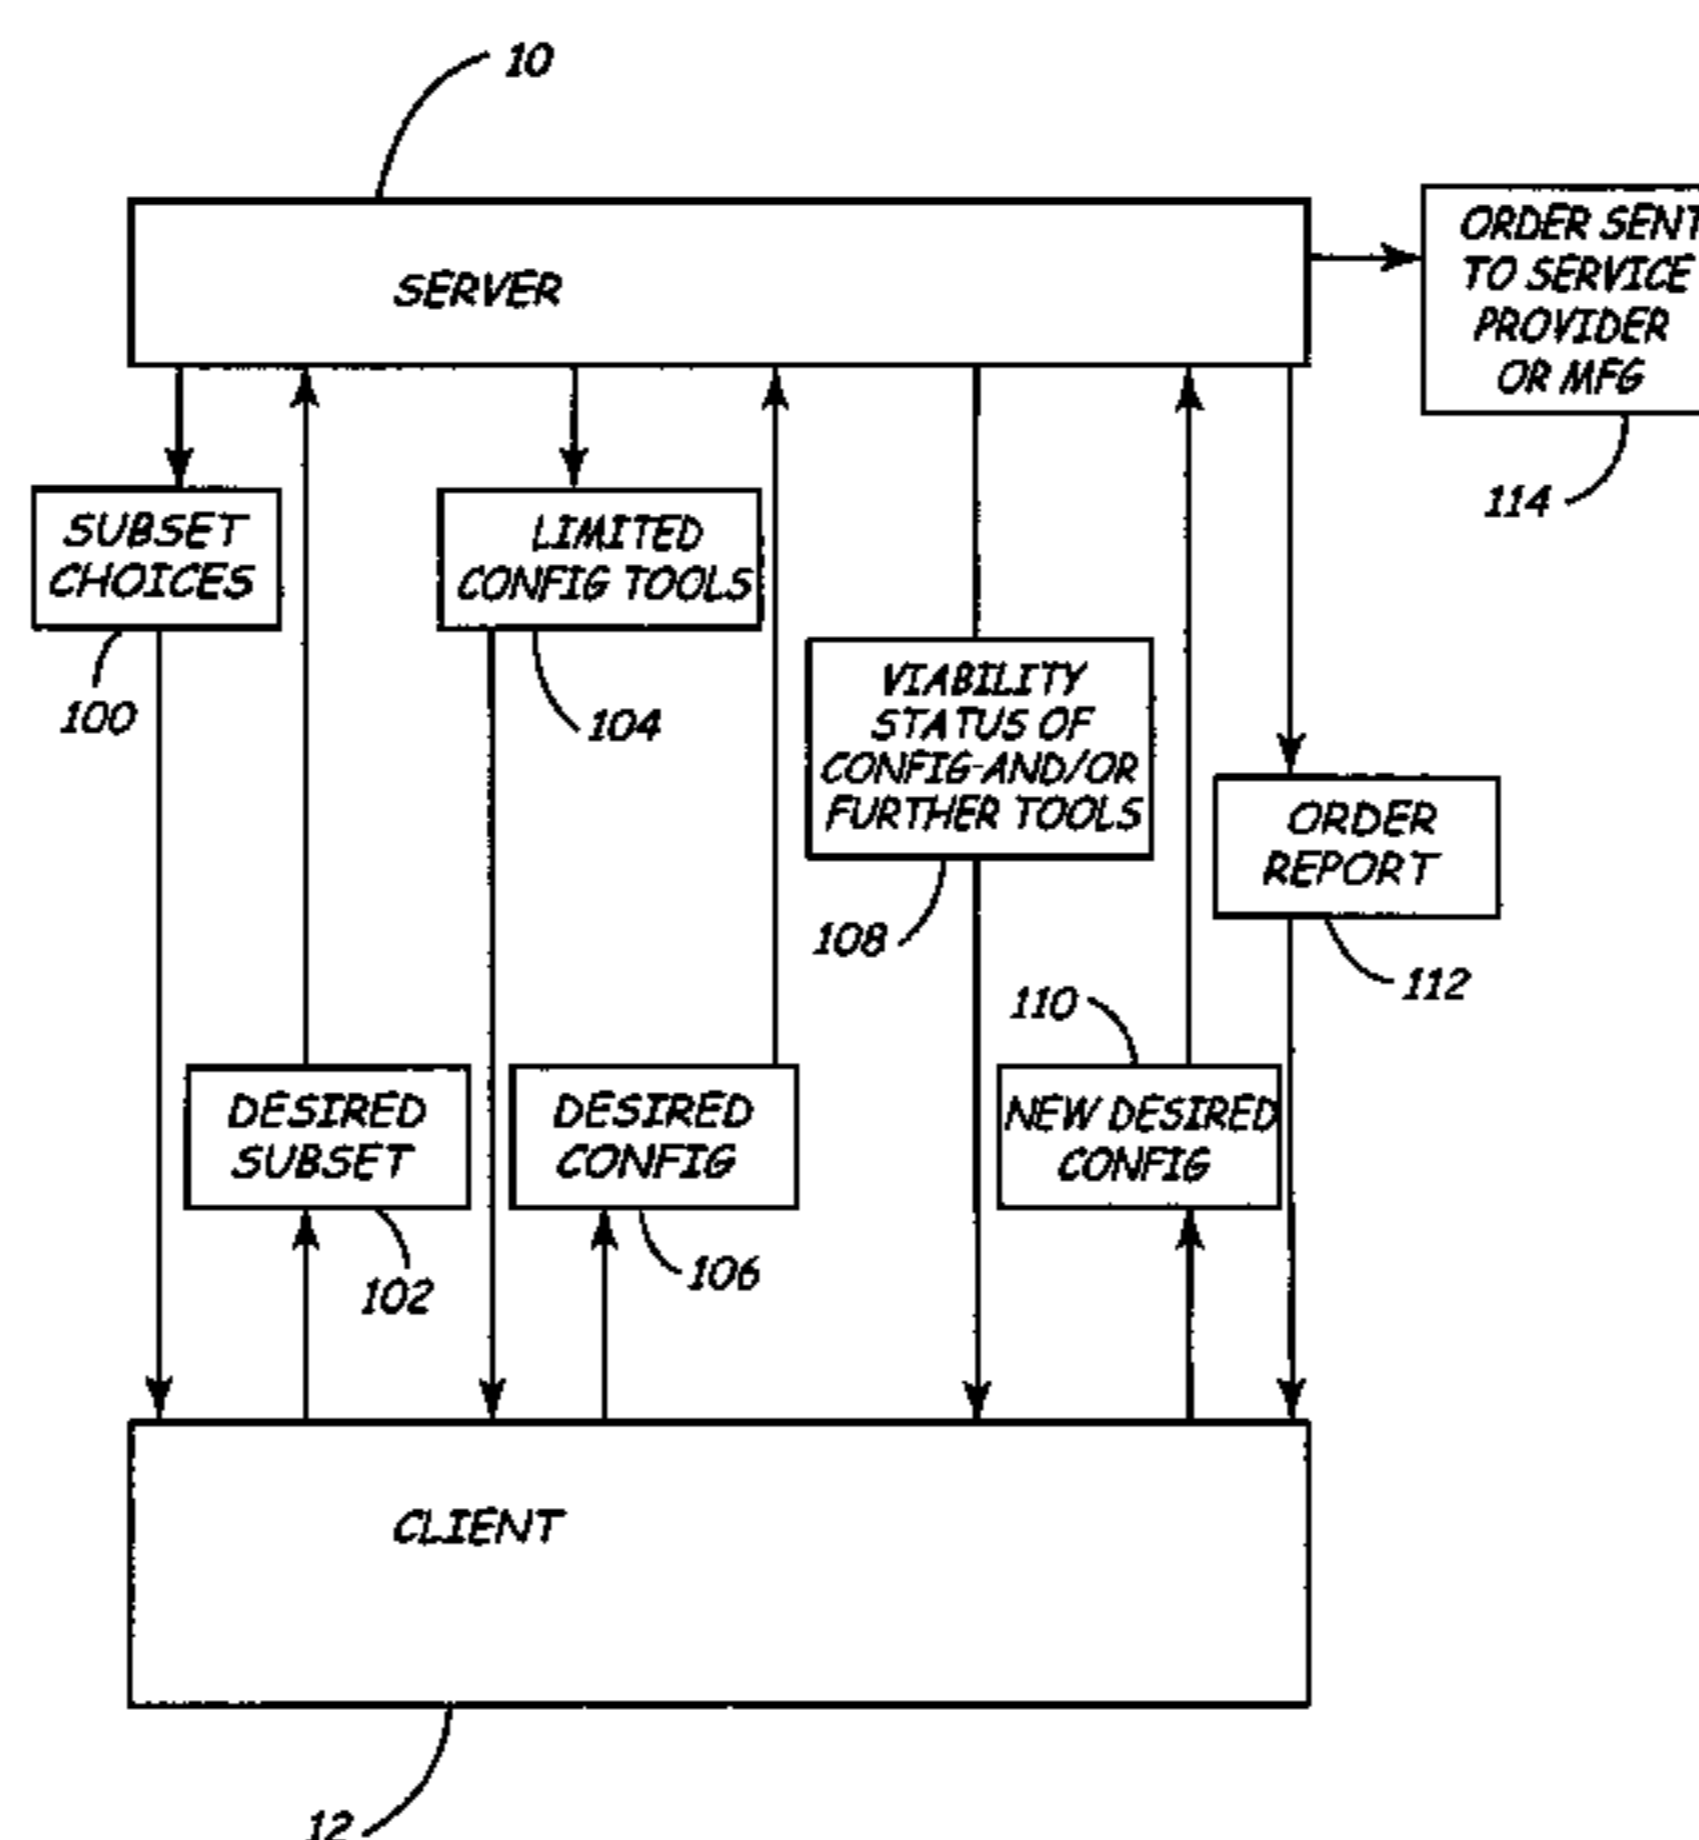 10
SERVER
ORDER SENT
TO SERVICE
PROVIDER
OR MFG
114
SUBSET
CHOICES
100
LIMITED
CONFIG TOOLS
104
VIABILITY
STATUS OF
CONFIG-AND/OR
FURTHER TOOLS
108
ORDER
REPORT
112
110
DESIRED
SUBSET
102
DESIRED
CONFIG
106
NEW DESIRED
CONFIG
CLIENT
12